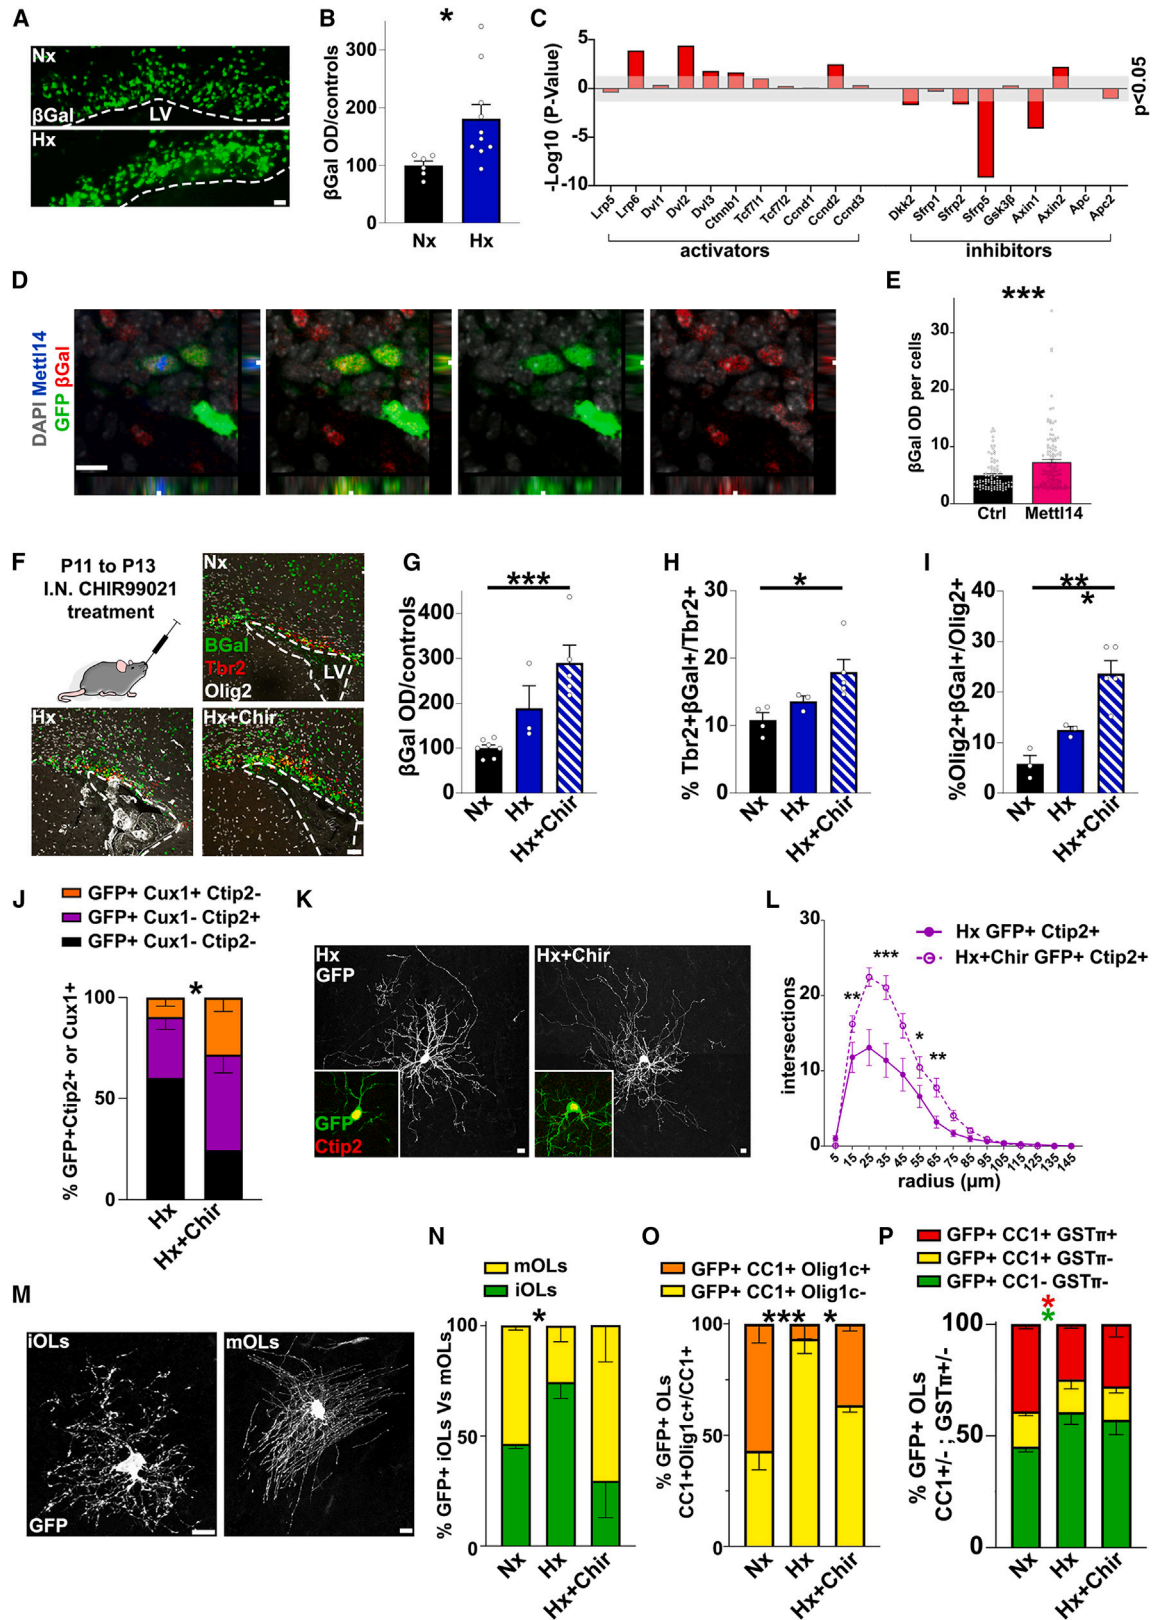 A
Nx
βGal
LV
Hx
B
*
βGal OD/controls
300
200
100
0
Nx
Hx
C
-Log10 (P-Value)
5
0
-5
-10
p<0.05
Lrp5
Lrp6
Dvl1
Dvl2
Dvl3
Ctnnb1
Tcf7l1
Tcf7l2
Ccnd1
Ccnd2
Ccnd3
Dkk2
Sfrp1
Sfrp2
Sfrp5
Gsk3β
Axin1
Axin2
Apc
Apc2
activators
inhibitors
D
DAPI Mettl14
GFP βGal
E
***
βGal OD per cells
30
20
10
0
Ctrl
Mettl14
F
P11 to P13
I.N. CHIR99021
treatment
Nx
BGal
Tbr2
Olig2
LV
Hx
Hx+Chir
G
***
βGal OD/controls
400
300
200
100
0
Nx
Hx
Hx+Chir
H
*
% Tbr2+βGal+/Tbr2+
30
20
10
0
Nx
Hx
Hx+Chir
I
**
*
%Olig2+βGal+/Olig2+
40
30
20
10
0
Nx
Hx
Hx+Chir
J
GFP+ Cux1+ Ctip2-
GFP+ Cux1- Ctip2+
GFP+ Cux1- Ctip2-
*
% GFP+Ctip2+ or Cux1+
100
50
0
Hx
Hx+Chir
K
Hx
GFP
Hx+Chir
GFP
Ctip2
L
Hx GFP+ Ctip2+
Hx+Chir GFP+ Ctip2+
intersections
30
20
10
0
**
***
*
**
5
15
25
35
45
55
65
75
85
95
105
115
125
135
145
radius (μm)
M
iOLs
GFP
mOLs
N
mOLs
iOLs
*
% GFP+ iOLs Vs mOLs
100
50
0
Nx
Hx
Hx+Chir
O
GFP+ CC1+ Olig1c+
GFP+ CC1+ Olig1c-
***
*
% GFP+ OLs
CC1+Olig1c+/CC1+
100
50
0
Nx
Hx
Hx+Chir
P
GFP+ CC1+ GSTπ+
GFP+ CC1+ GSTπ-
GFP+ CC1- GSTπ-
*
*
% GFP+ OLs
CC1+/- ; GSTπ+/-
100
50
0
Nx
Hx
Hx+Chir